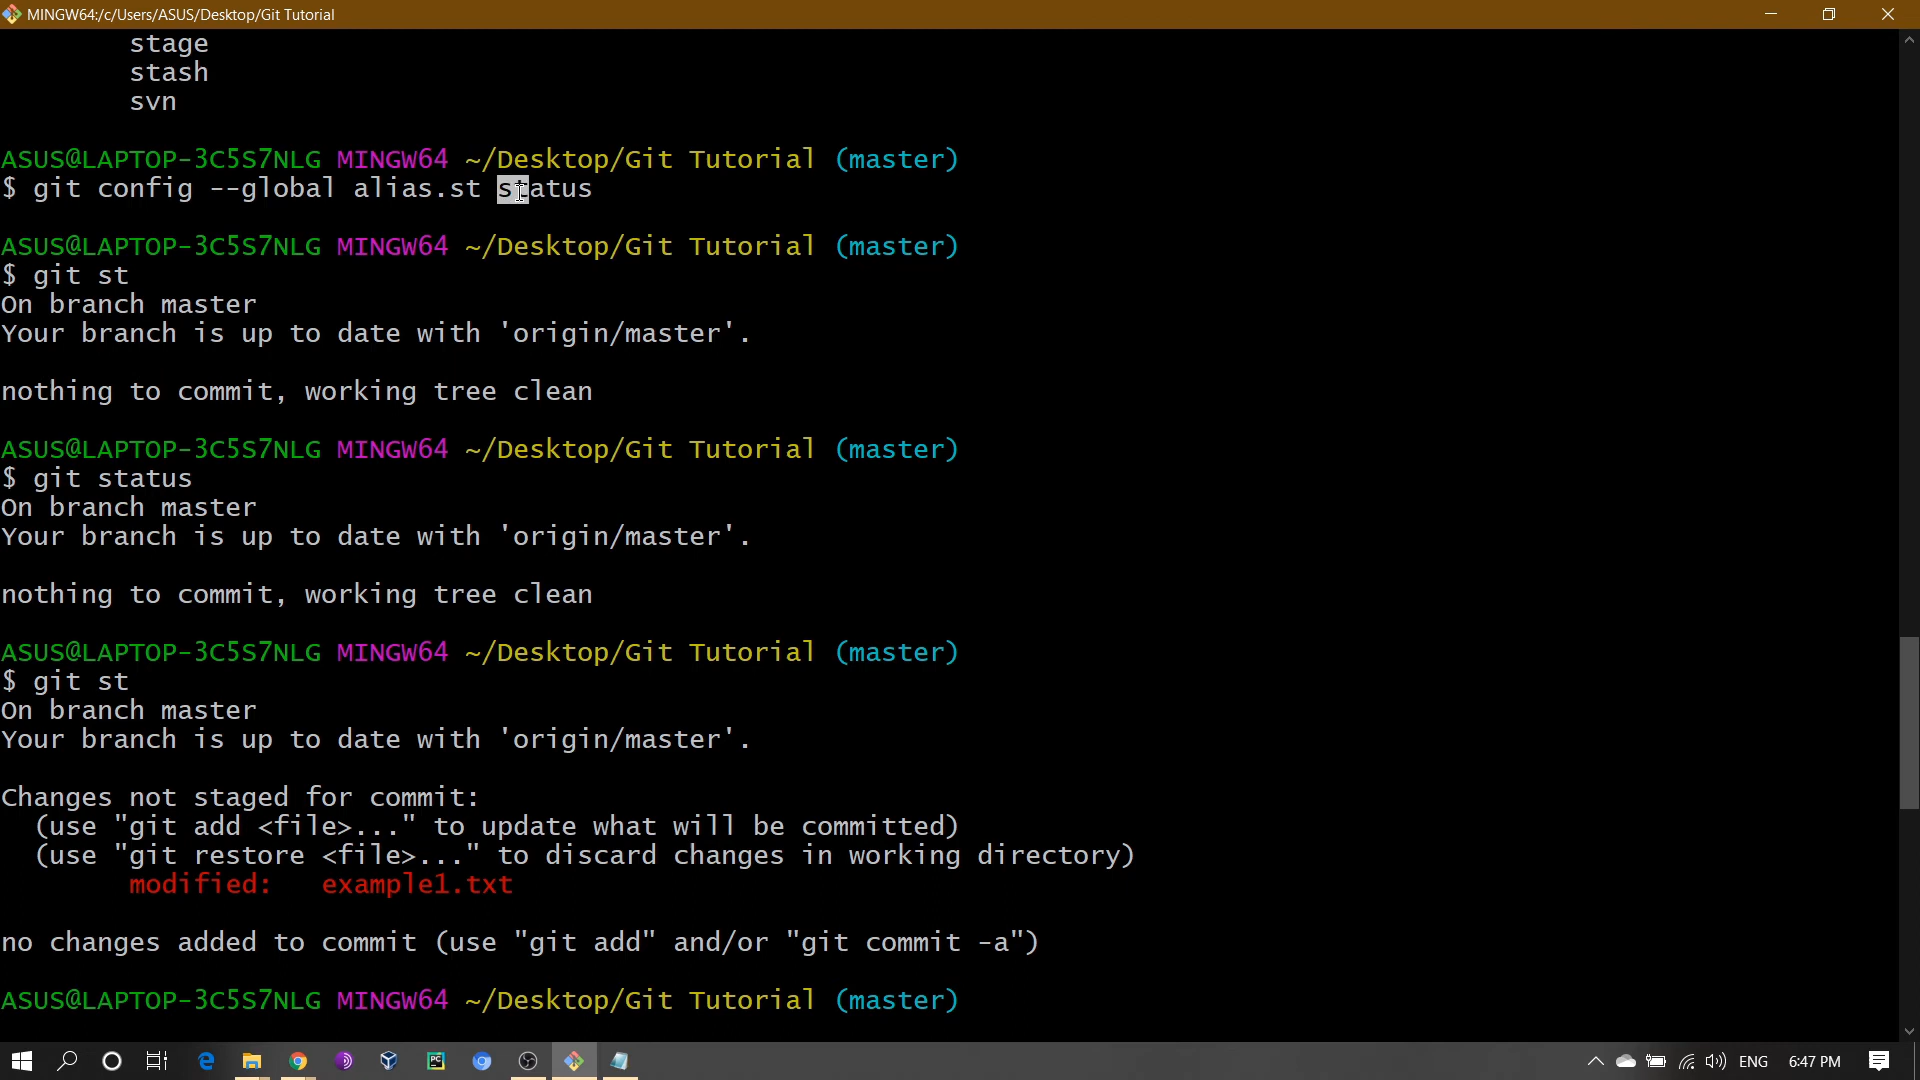 MINGW64:/c/Users/ASUS/Desktop/Git Tutorial
stage
stash
svn
ASUS@LAPTOP-3C5S7NLG MINGW64 ~/Desktop/Git Tutorial (master)
$ git config --global alias.st status
ASUS@LAPTOP-3C5S7NLG MINGW64 ~/Desktop/Git Tutorial (master)
$ git st
On branch master
Your branch is up to date with 'origin/master'.
nothing to commit, working tree clean
ASUS@LAPTOP-3C5S7NLG MINGW64 ~/Desktop/Git Tutorial (master)
$ git status
On branch master
Your branch is up to date with 'origin/master'.
nothing to commit, working tree clean
ASUS@LAPTOP-3C5S7NLG MINGW64 ~/Desktop/Git Tutorial (master)
$ git st
On branch master
Your branch is up to date with 'origin/master'.
Changes not staged for commit:
(use "git add <file>..." to update what will be committed)
(use "git restore <file>..." to discard changes in working directory)
modified: example1.txt
no changes added to commit (use "git add" and/or "git commit -a")
ASUS@LAPTOP-3C5S7NLG MINGW64 ~/Desktop/Git Tutorial (master)
PC
ENG 6:47 PM